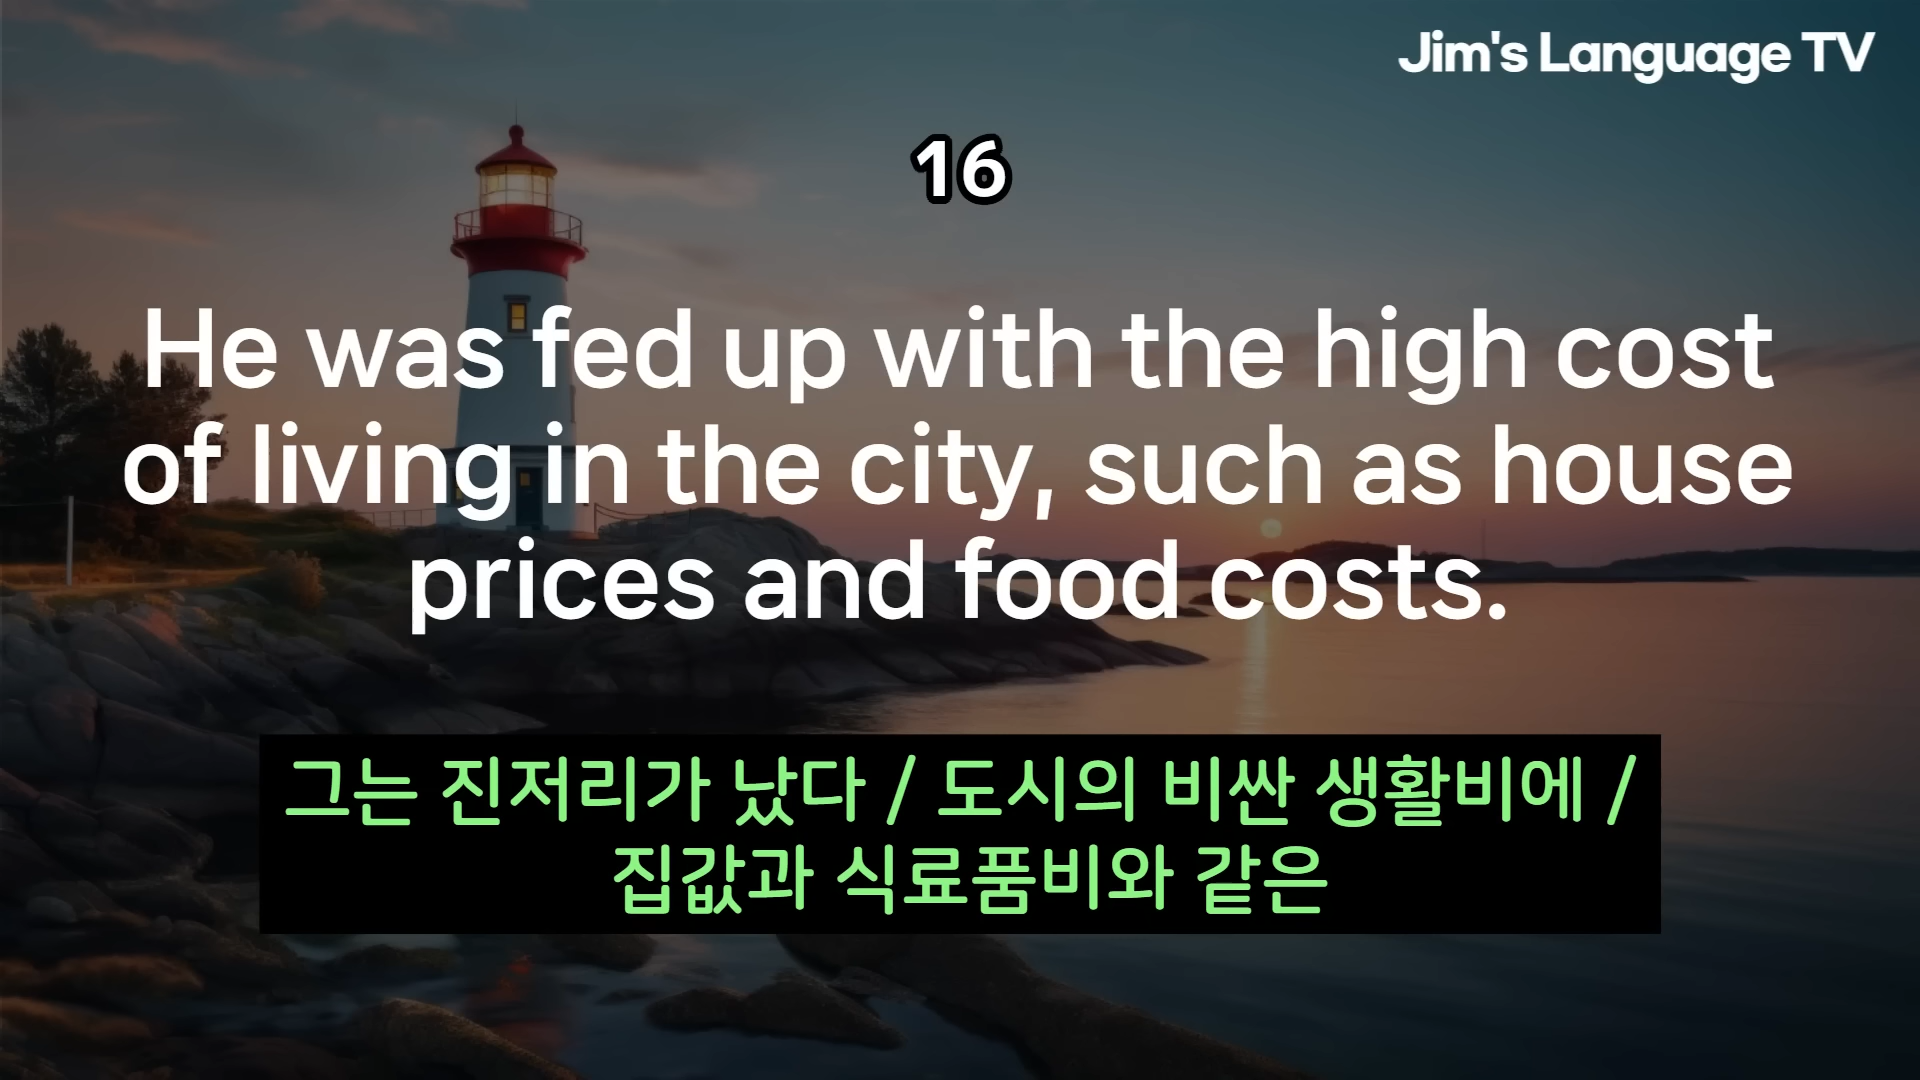 Jim's Language TV
16
He was fed up with the high cost
of living in the city, such as house
prices and food costs.
그는 진저리가 났다 / 도시의 비싼 생활비에 /
집값과 식료품비와 같은